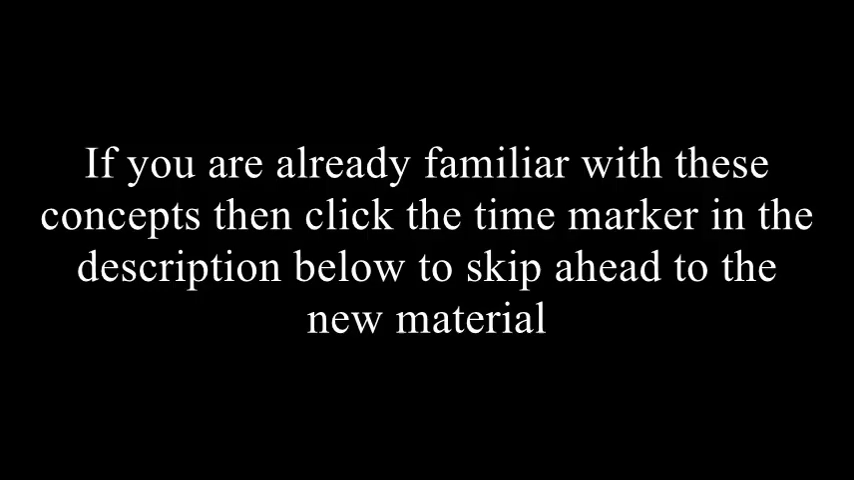 If you are already familiar with these
concepts then click the time marker in the
description below to skip ahead to the
new material